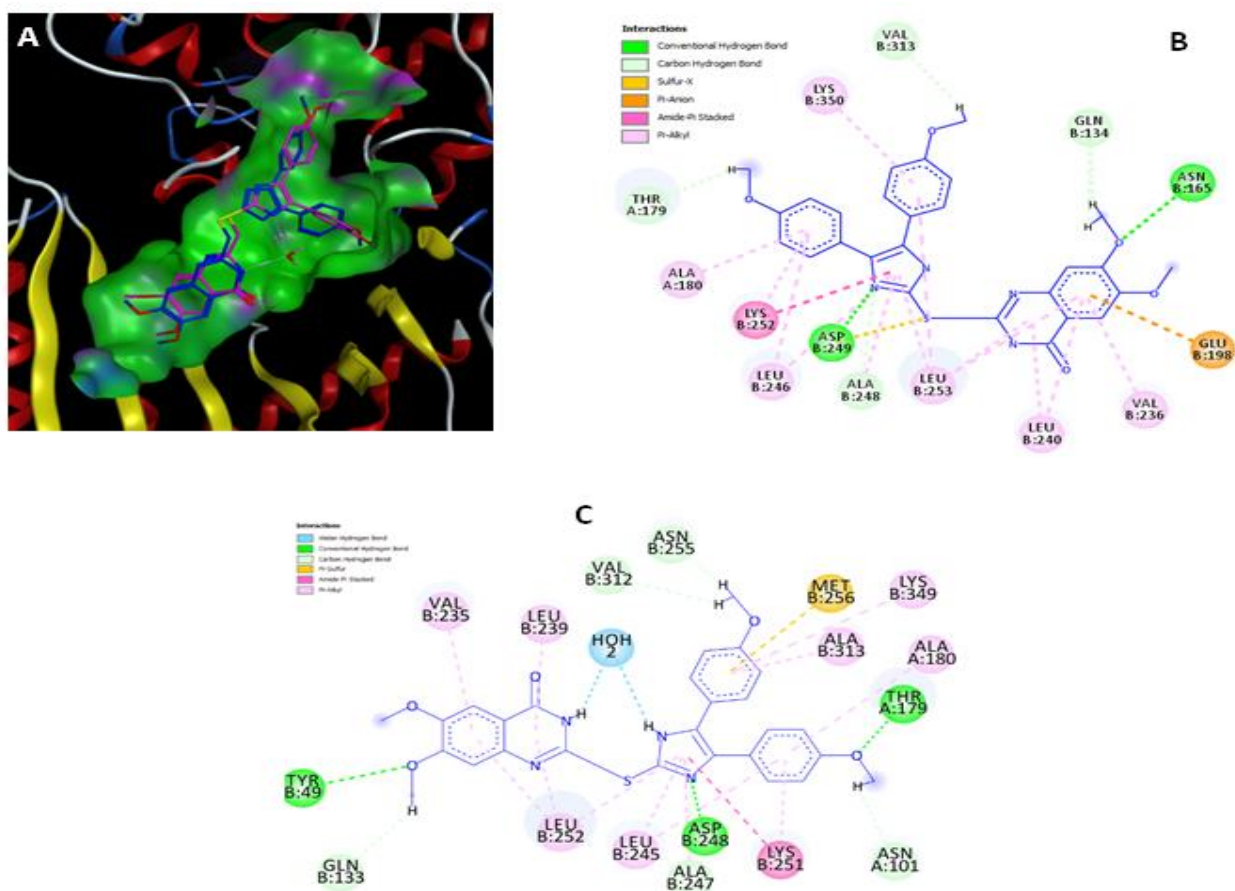 A
B
Interactions
Conventional Hydrogen Bond
Carbon Hydrogen Bond
Sulfur-X
Pi-Anion
Amide-Pi Stacked
Pi-Alkyl
VAL
B:313
LYS
B:350
GLN
B:134
ASN
B:165
THR
A:179
ALA
A:180
LYS
B:252
ASP
B:249
LEU
B:246
ALA
B:248
LEU
B:253
LEU
B:240
VAL
B:236
GLU
B:198
H
O
H
O
H
H
O
O
N
N
S
N
N
H
O
C
Interactions
Water Hydrogen Bond
Conventional Hydrogen Bond
Carbon Hydrogen Bond
Pi-Sulfur
Amide-Pi Stacked
Pi-Alkyl
ASN
B:255
VAL
B:312
MET
B:256
LYS
B:349
VAL
B:235
LEU
B:239
HOH
2
ALA
B:313
ALA
A:180
THR
A:179
TYR
B:49
GLN
B:133
LEU
B:252
LEU
B:245
ASP
B:248
ALA
B:247
LYS
B:251
ASN
A:101
H
H
O
O
O
H
N
N
S
H
N
N
O
H
O
H